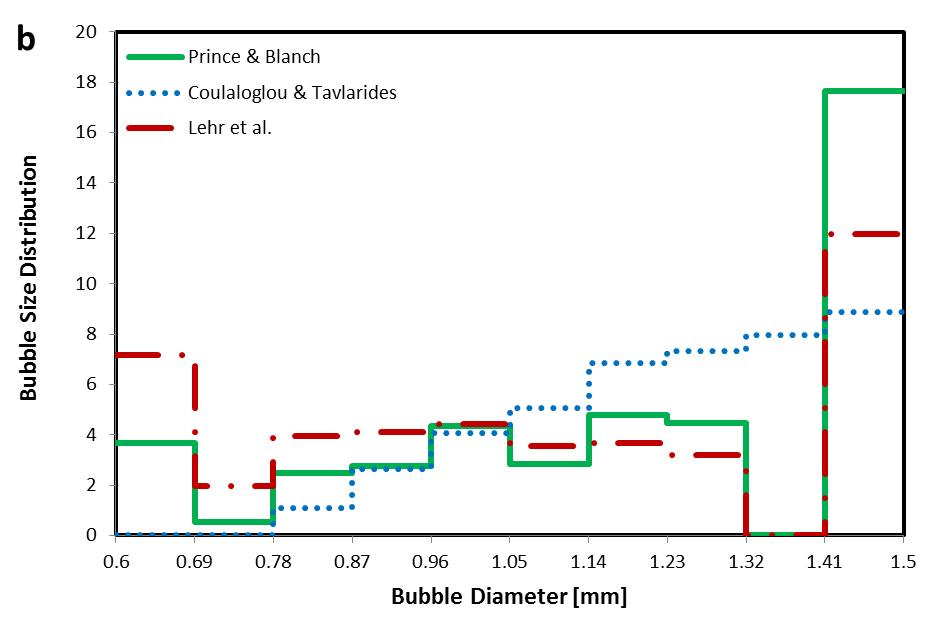 b
20
18
16
14
12
10
8
6
4
2
0
Bubble Size Distribution
Prince & Blanch
Coulaloglou & Tavlarides
Lehr et al.
0.6 0.69 0.78 0.87 0.96 1.05 1.14 1.23 1.32 1.41 1.5
Bubble Diameter [mm]